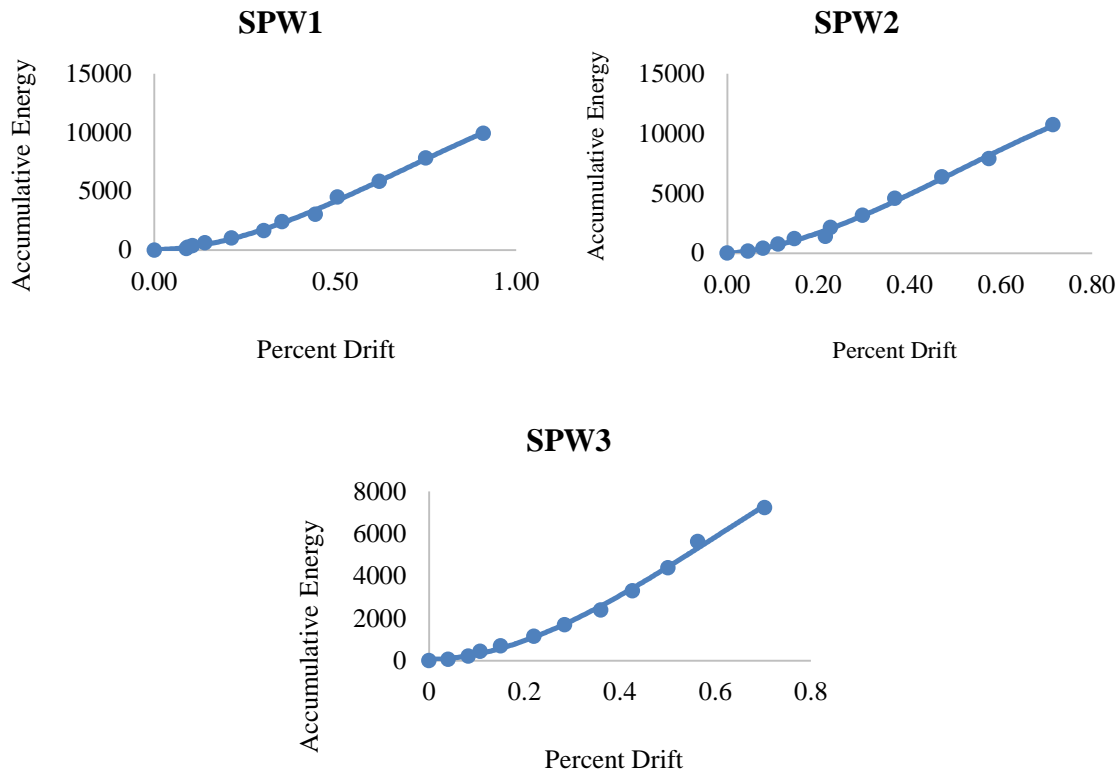 SPW1
Accumulative Energy
15000
10000
5000
0
0.00 0.50 1.00
Percent Drift
SPW2
Accumulative Energy
15000
10000
5000
0
0.00 0.20 0.40 0.60 0.80
Percent Drift
SPW3
Accumulative Energy
8000
6000
4000
2000
0
0 0.2 0.4 0.6 0.8
Percent Drift